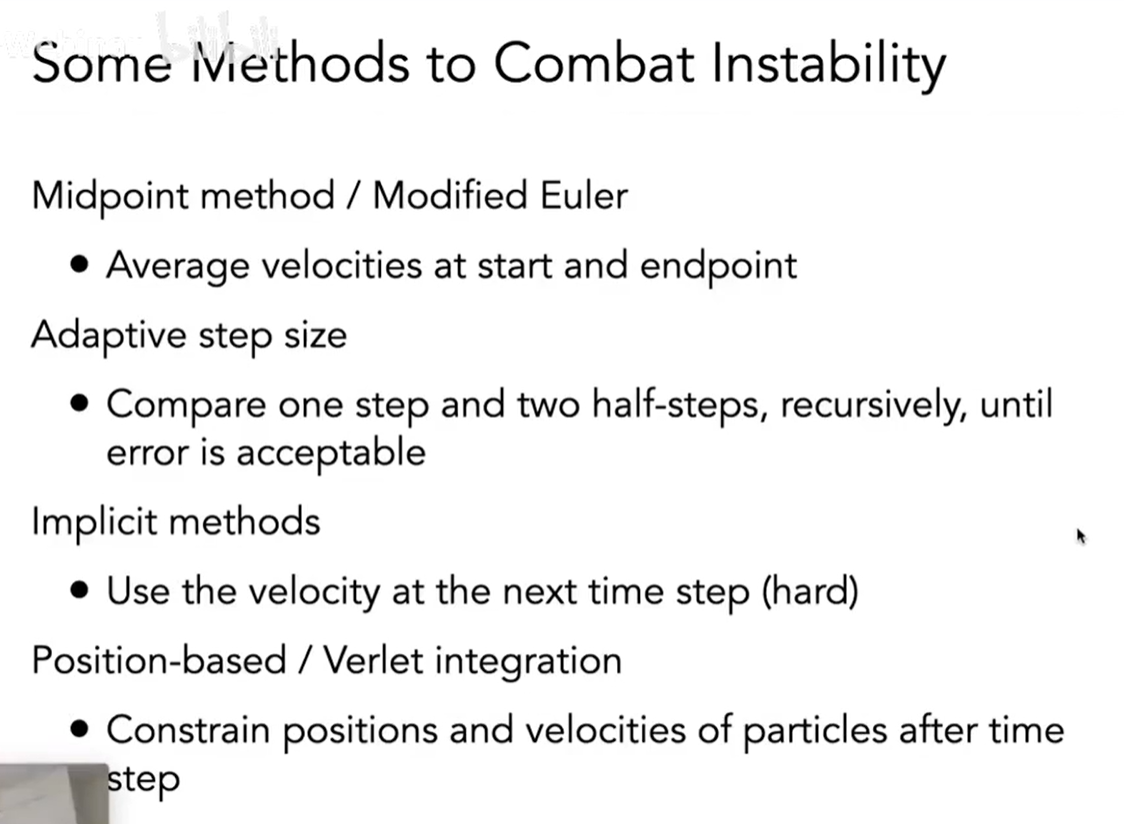 Webinar bilibili
Some Methods to Combat Instability
Midpoint method / Modified Euler
• Average velocities at start and endpoint
Adaptive step size
• Compare one step and two half-steps, recursively, until
error is acceptable
Implicit methods
• Use the velocity at the next time step (hard)
Position-based / Verlet integration
• Constrain positions and velocities of particles after time
step